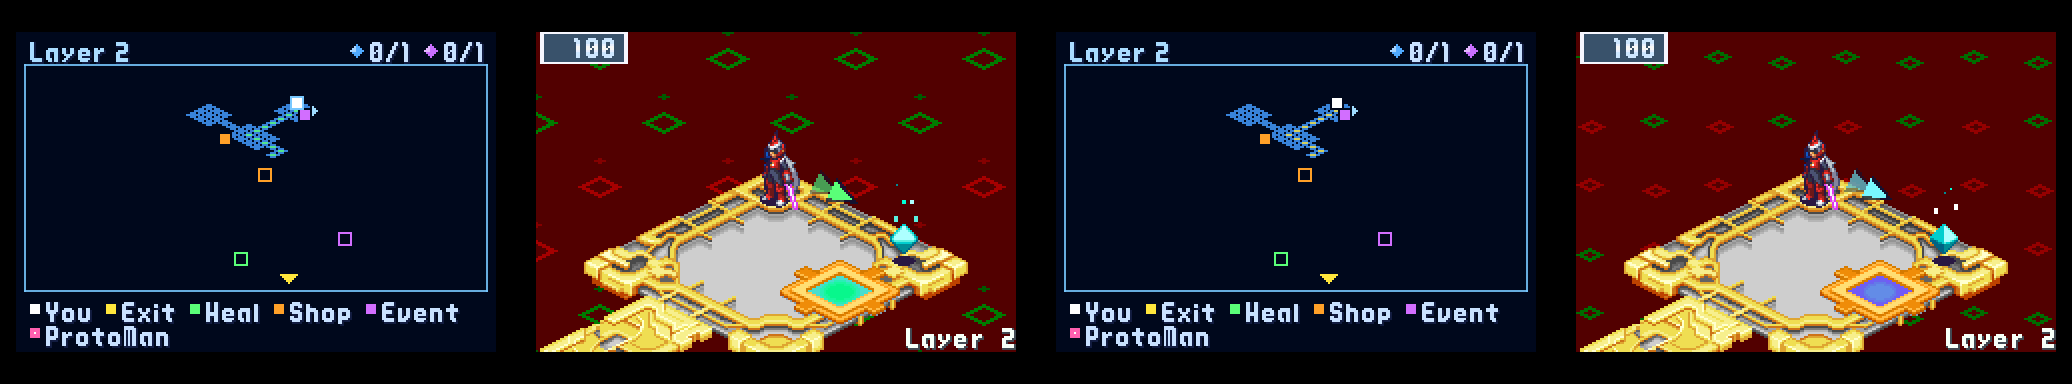 Layer 2 0/1 0/1
You Exit Heal Shop Event
ProtoMan
100
Layer 2
Layer 2 0/1 0/1
You Exit Heal Shop Event
ProtoMan
100
Layer 2